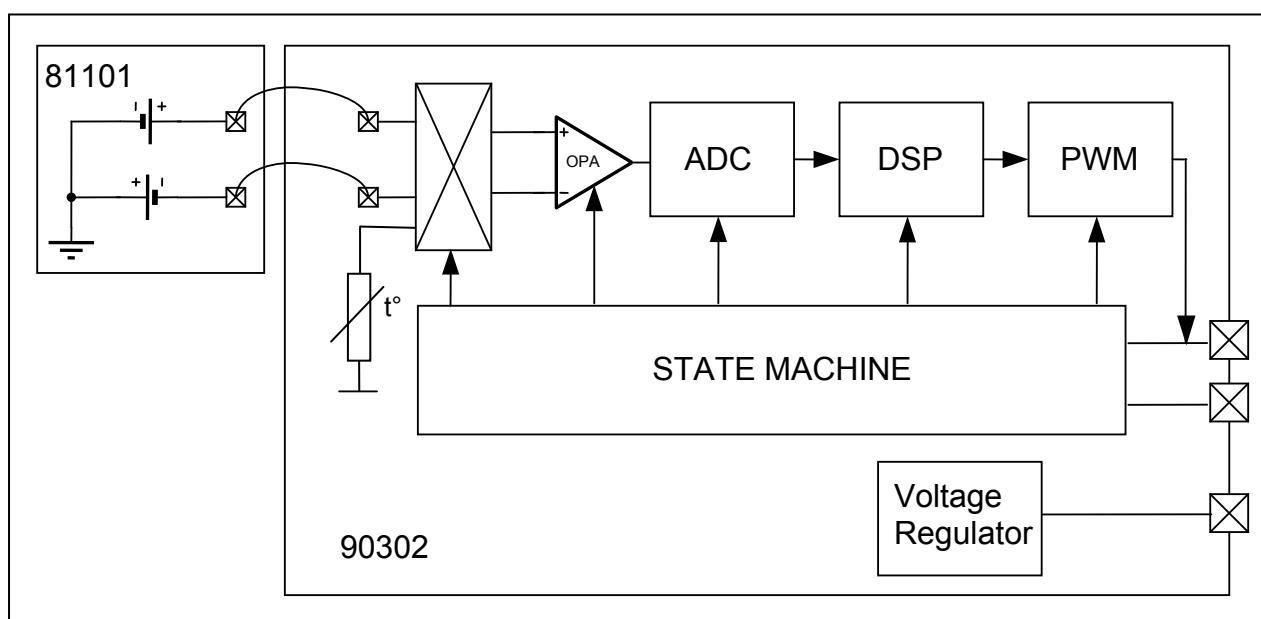 81101
- +
+ -
t°
+
OPA
-
ADC
DSP
PWM
STATE MACHINE
Voltage
Regulator
90302